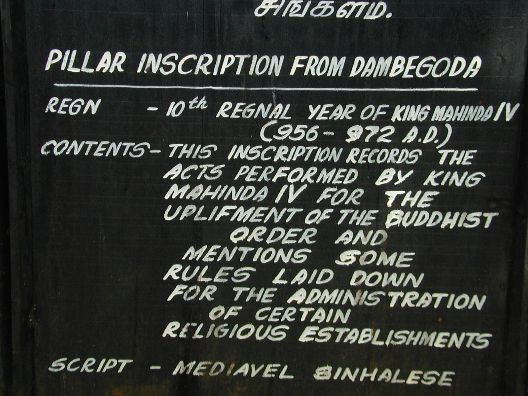 சங்களம்.
PILLAR INSCRIPTION FROM DAMBEGODA
REGN - 10th REGNAL YEAR OF KING MAHINDA IV
(956 - 972 A.D.)
CONTENTS - THIS INSCRIPTION RECORDS THE
ACTS PERFORMED BY KING
MAHINDA IV FOR THE
UPLIFMENT OF THE BUDDHIST
ORDER AND
MENTIONS SOME
RULES LAID DOWN
FOR THE ADMINISTRATION
OF CERTAIN
RELIGIOUS ESTABLISHMENTS
SCRIPT - MEDIAVEL SINHALESE